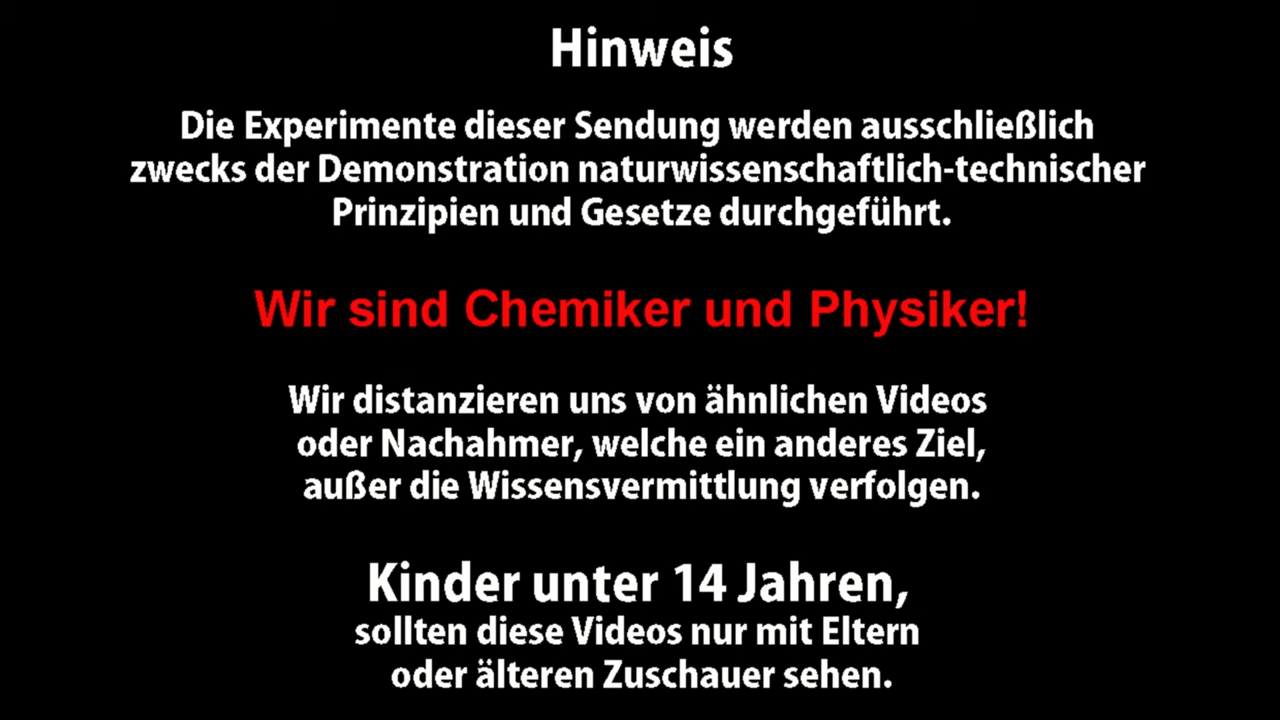 Hinweis
Die Experimente dieser Sendung werden ausschließlich
zwecks der Demonstration naturwissenschaftlich-technischer
Prinzipien und Gesetze durchgeführt.
Wir sind Chemiker und Physiker!
Wir distanzieren uns von ähnlichen Videos
oder Nachahmer, welche ein anderes Ziel,
außer die Wissensvermittlung verfolgen.
Kinder unter 14 Jahren,
sollten diese Videos nur mit Eltern
oder älteren Zuschauer sehen.